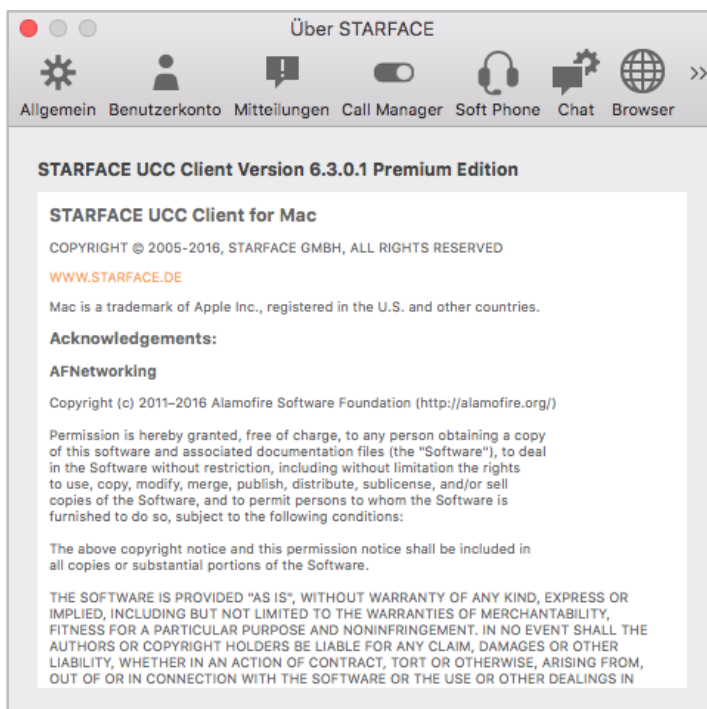 Über STARFACE
Allgemein Benutzerkonto Mitteilungen Call Manager Soft Phone Chat Browser
STARFACE UCC Client Version 6.3.0.1 Premium Edition
STARFACE UCC Client for Mac
COPYRIGHT © 2005-2016, STARFACE GMBH, ALL RIGHTS RESERVED
WWW.STARFACE.DE
Mac is a trademark of Apple Inc., registered in the U.S. and other countries.
Acknowledgements:
AFNetworking
Copyright (c) 2011–2016 Alamofire Software Foundation (http://alamofire.org/)
Permission is hereby granted, free of charge, to any person obtaining a copy
of this software and associated documentation files (the "Software"), to deal
in the Software without restriction, including without limitation the rights
to use, copy, modify, merge, publish, distribute, sublicense, and/or sell
copies of the Software, and to permit persons to whom the Software is
furnished to do so, subject to the following conditions:
The above copyright notice and this permission notice shall be included in
all copies or substantial portions of the Software.
THE SOFTWARE IS PROVIDED "AS IS", WITHOUT WARRANTY OF ANY KIND, EXPRESS OR
IMPLIED, INCLUDING BUT NOT LIMITED TO THE WARRANTIES OF MERCHANTABILITY,
FITNESS FOR A PARTICULAR PURPOSE AND NONINFRINGEMENT. IN NO EVENT SHALL THE
AUTHORS OR COPYRIGHT HOLDERS BE LIABLE FOR ANY CLAIM, DAMAGES OR OTHER
LIABILITY, WHETHER IN AN ACTION OF CONTRACT, TORT OR OTHERWISE, ARISING FROM,
OUT OF OR IN CONNECTION WITH THE SOFTWARE OR THE USE OR OTHER DEALINGS IN